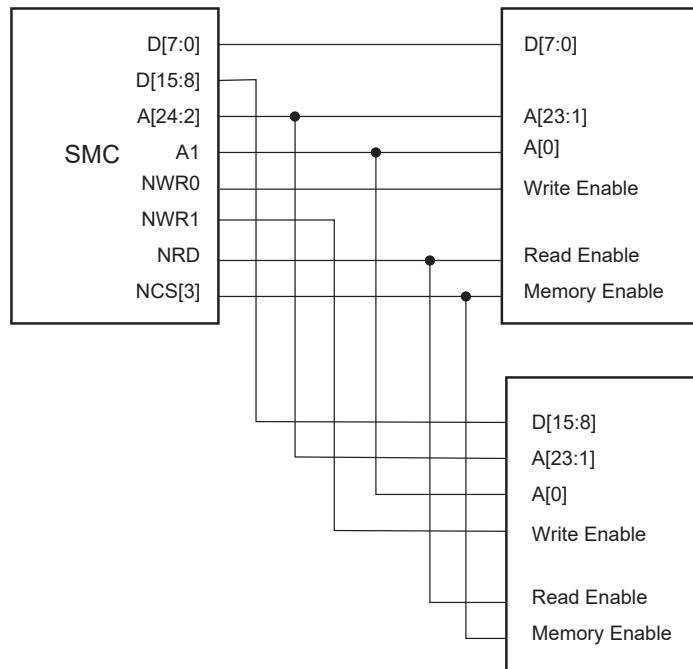 D[7:0]
D[15:8]
A[24:2]
SMC
A1
NWR0
NWR1
NRD
NCS[3]
D[7:0]
A[23:1]
A[0]
Write Enable
Read Enable
Memory Enable
D[15:8]
A[23:1]
A[0]
Write Enable
Read Enable
Memory Enable